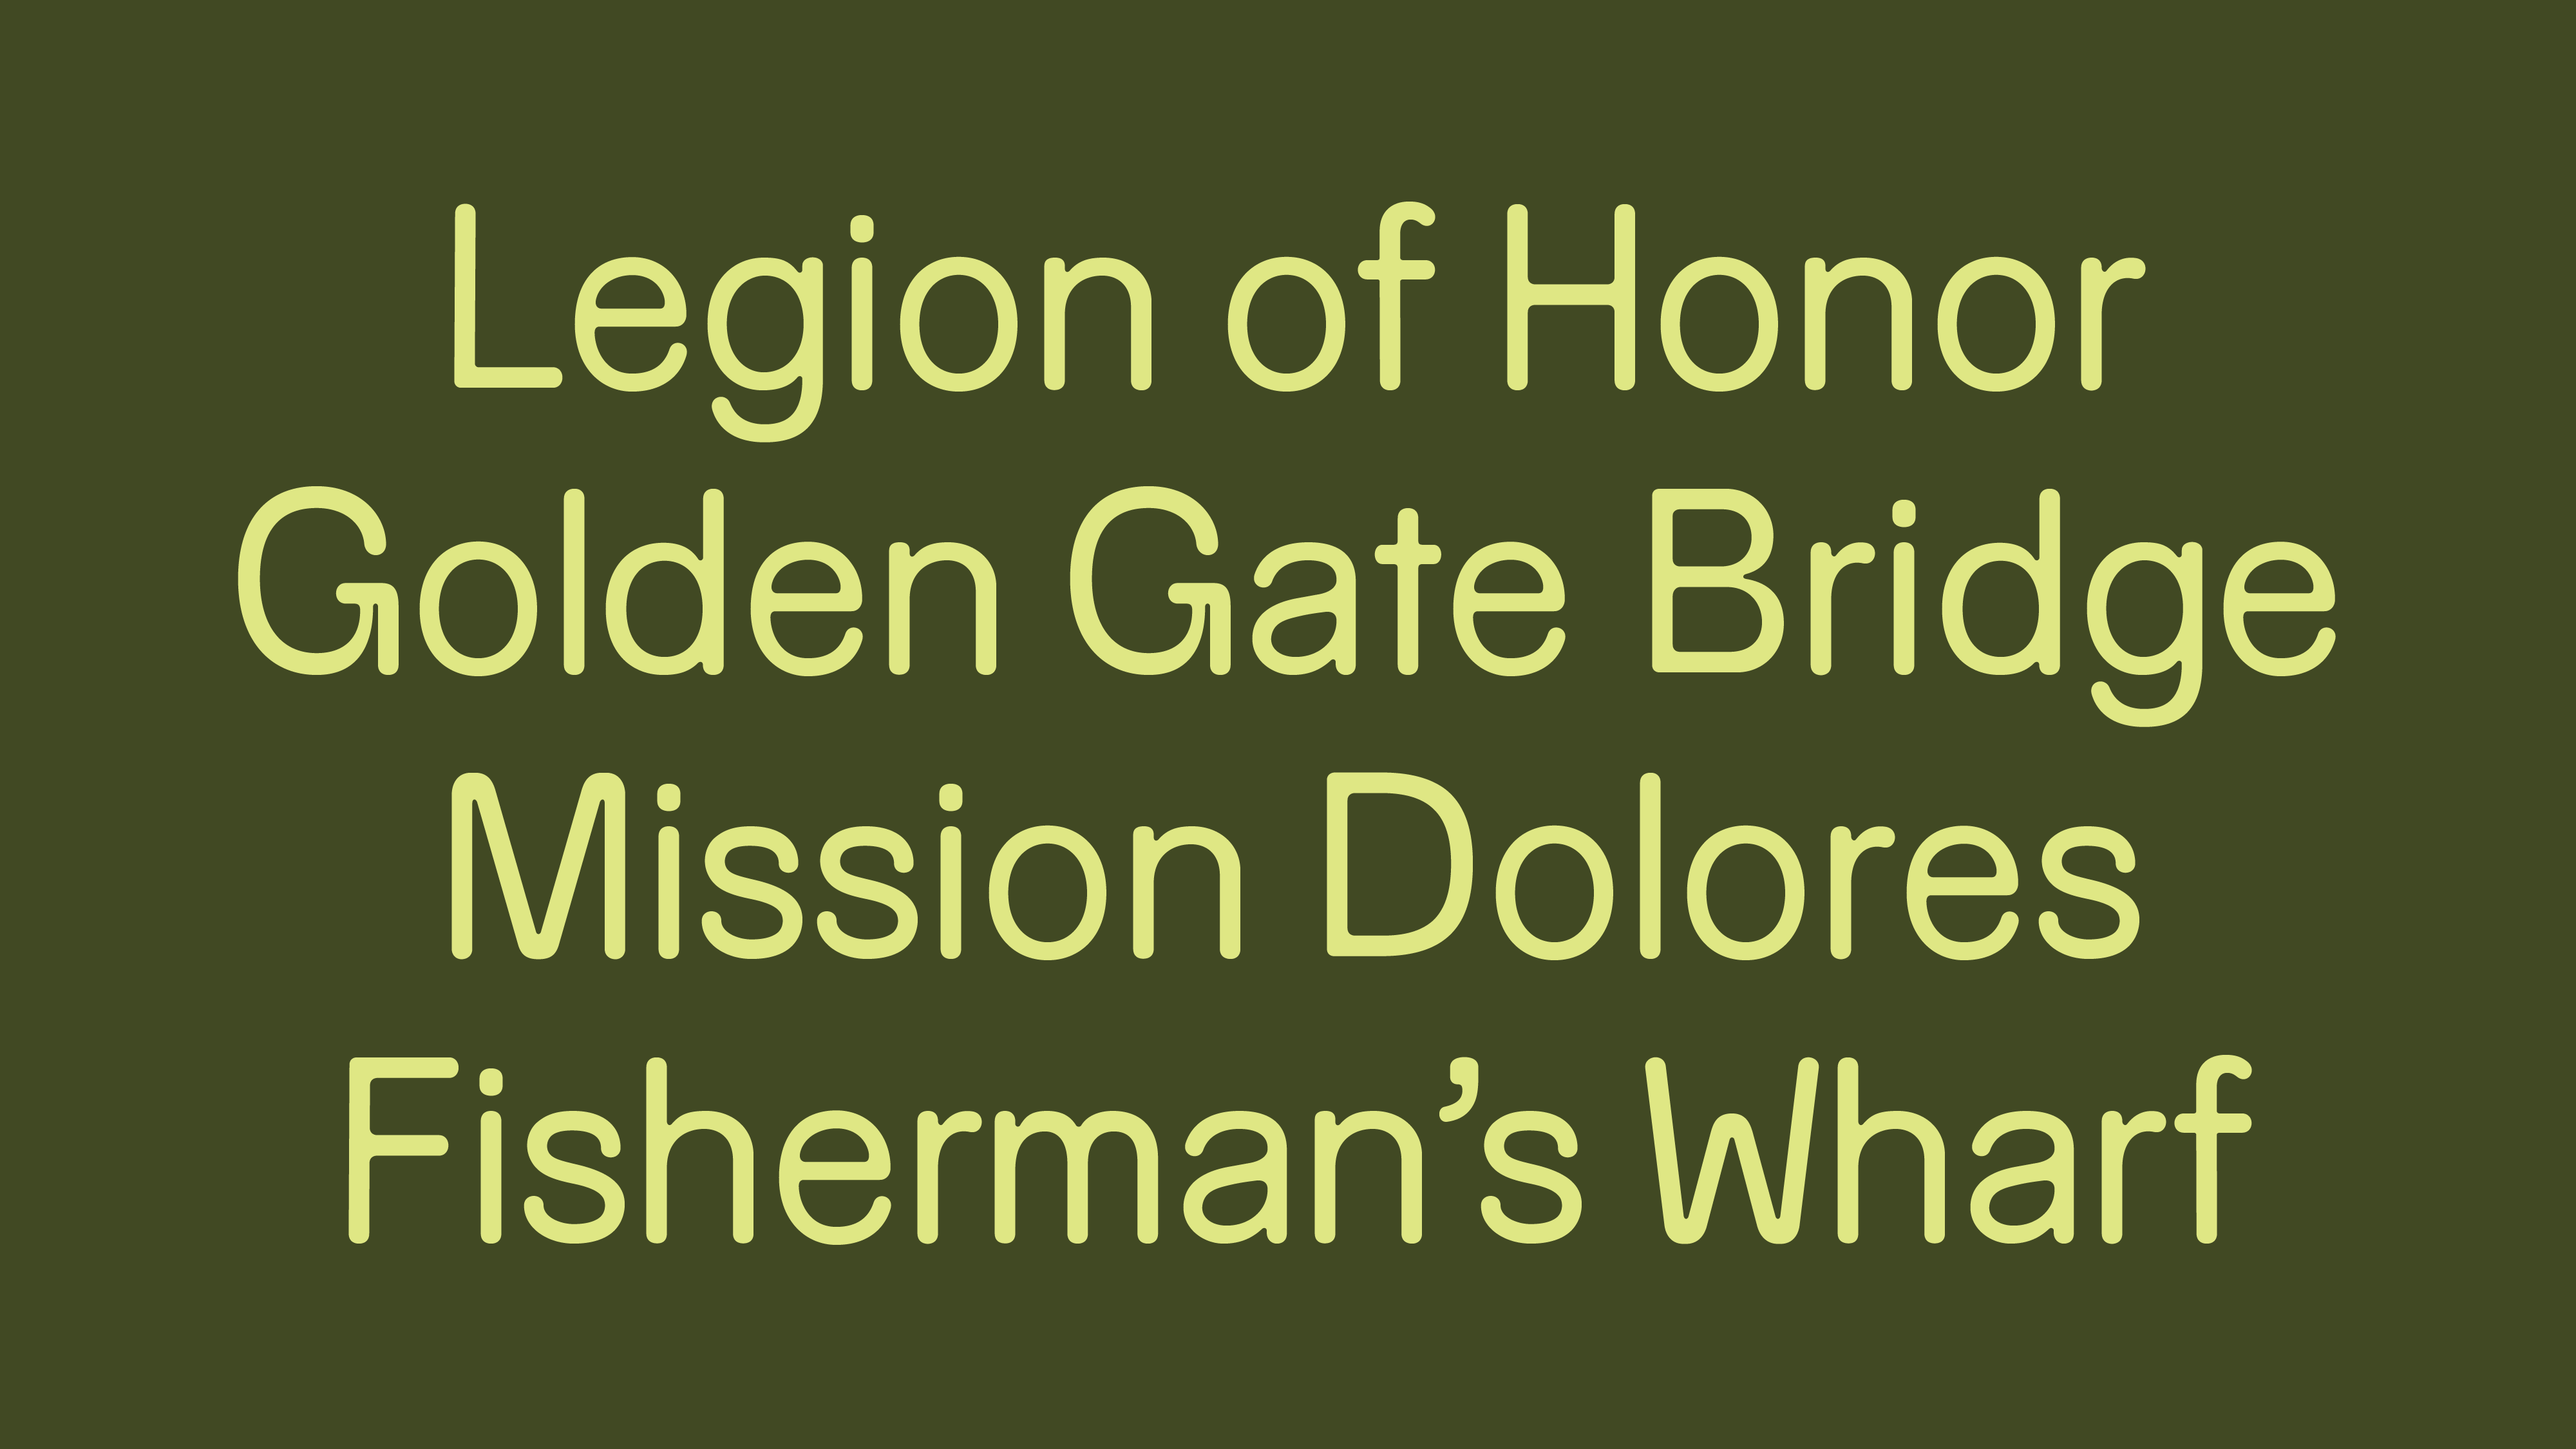 Legion of Honor
Golden Gate Bridge
Mission Dolores
Fisherman’s Wharf